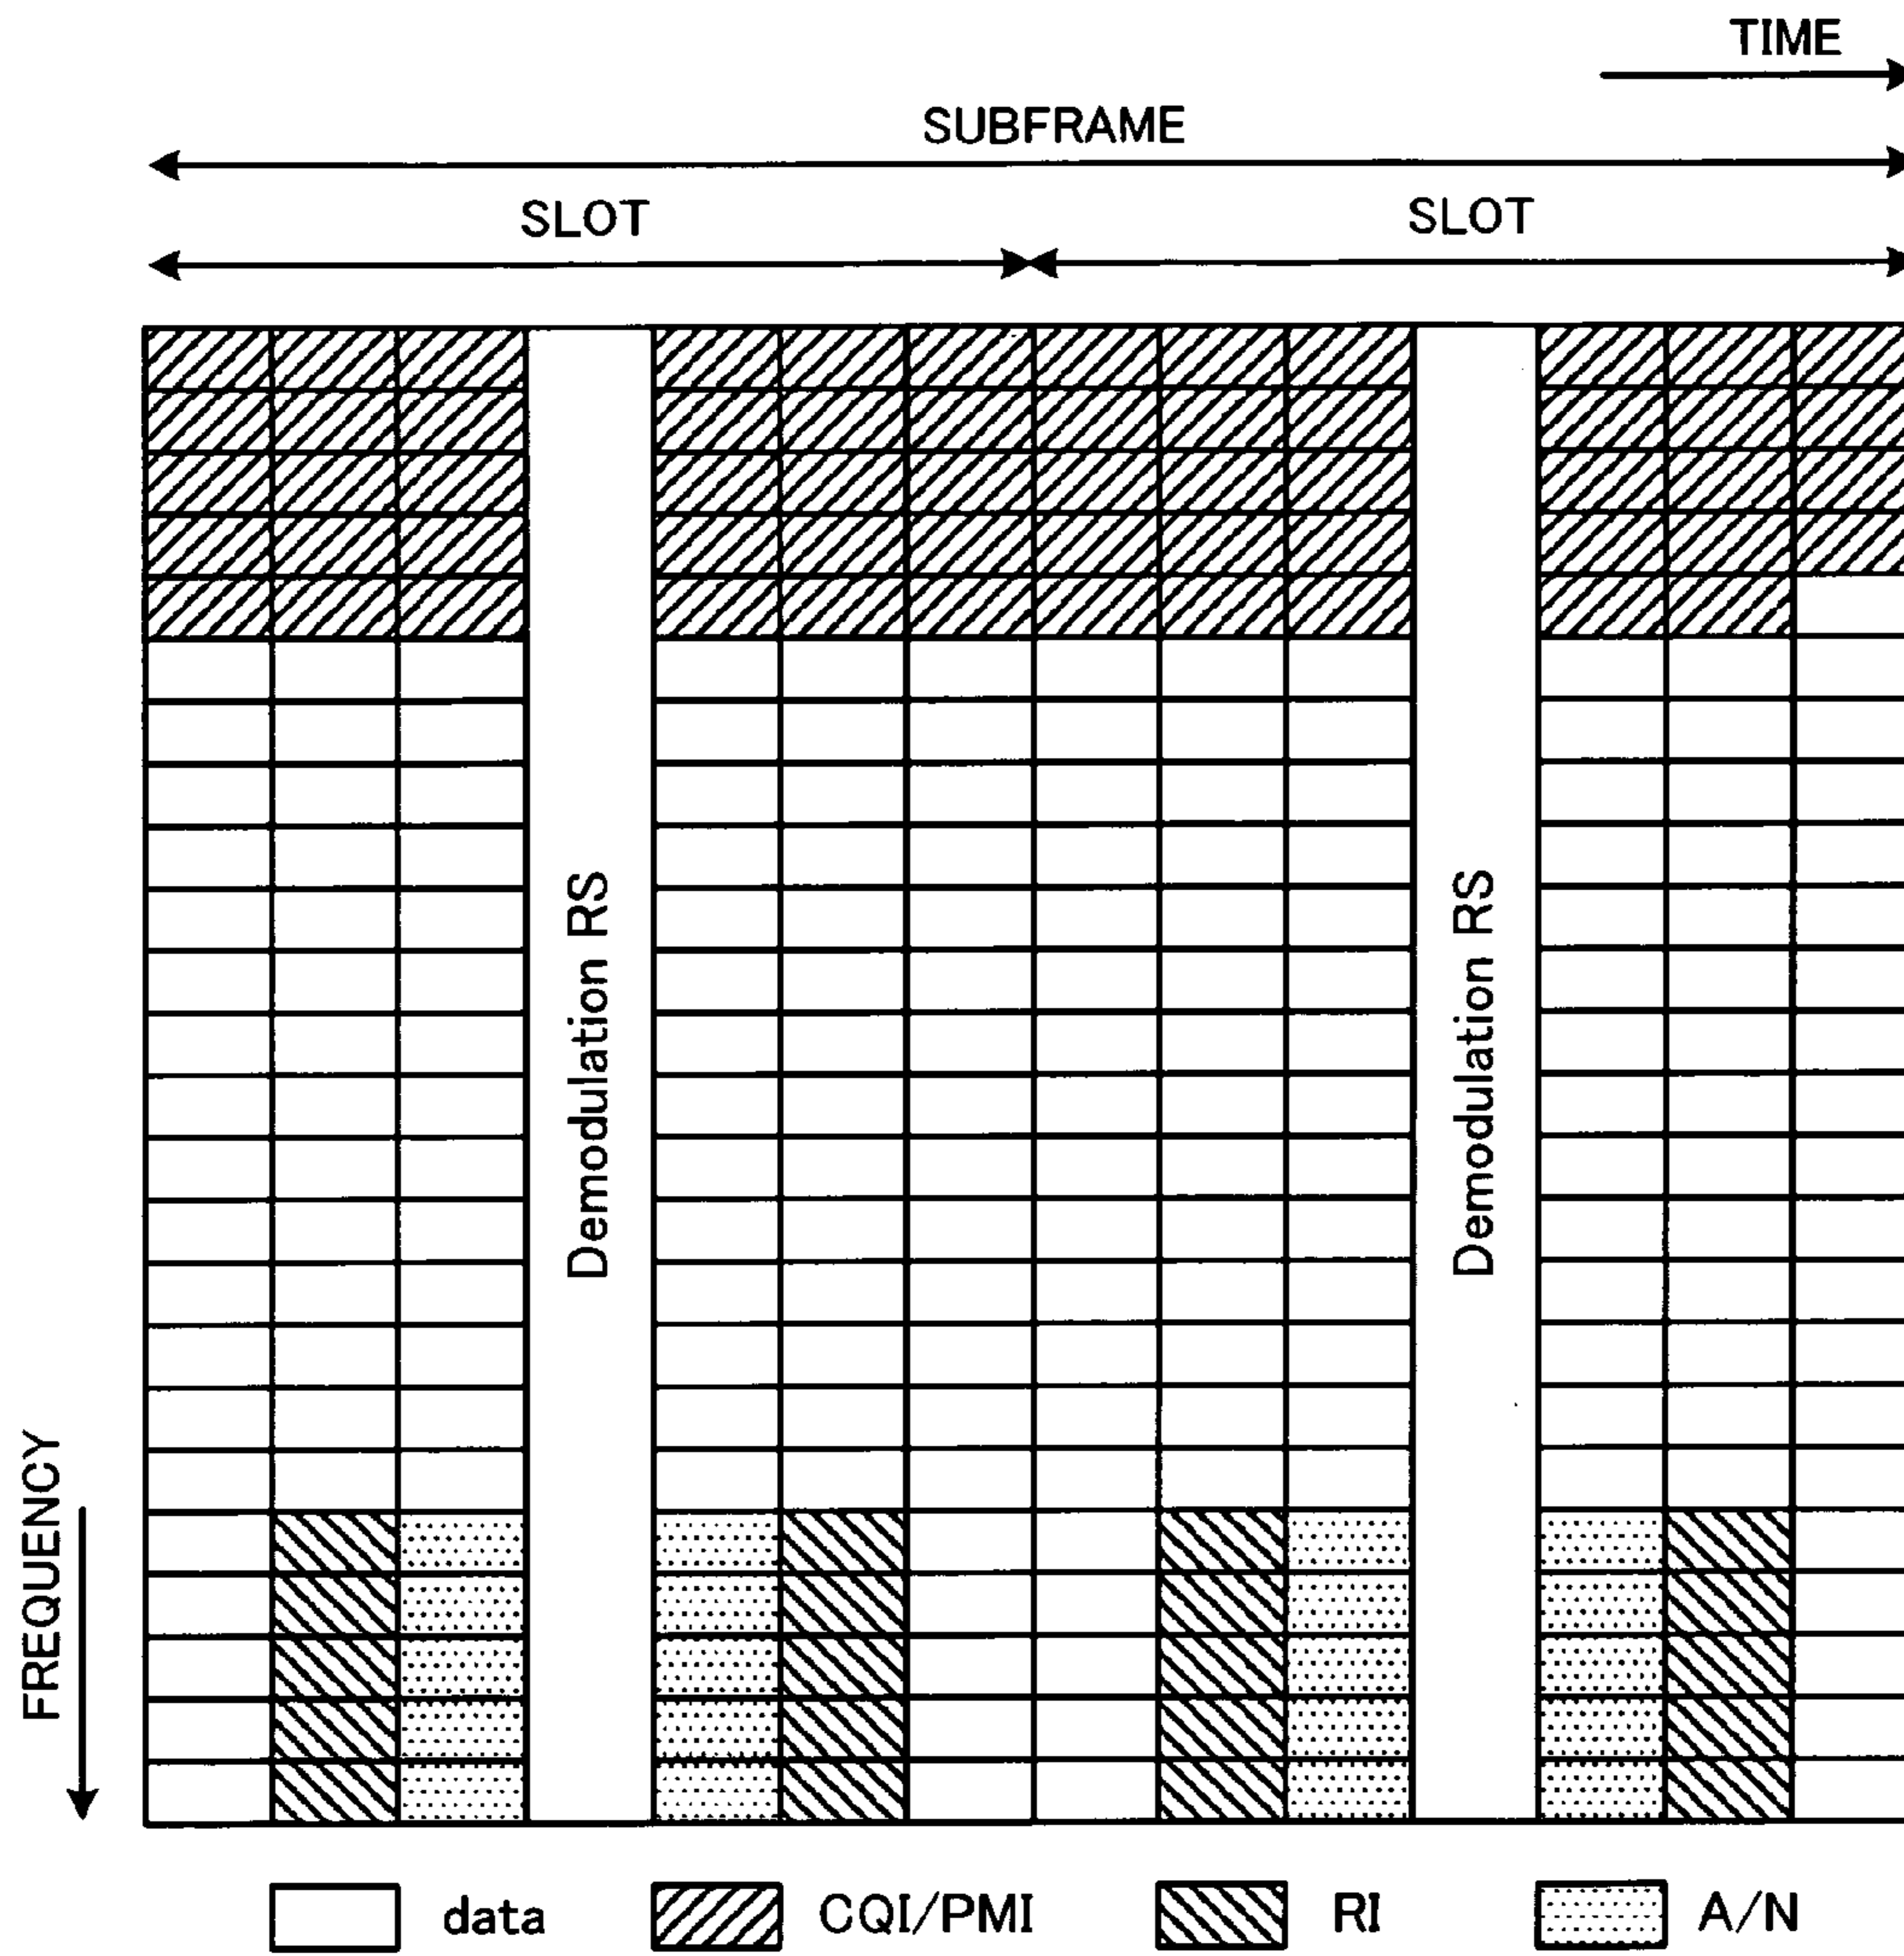 TIME
SUBFRAME
SLOT
SLOT
Demodulation RS
Demodulation RS
FREQUENCY
data
CQI/PMI
RI
A/N